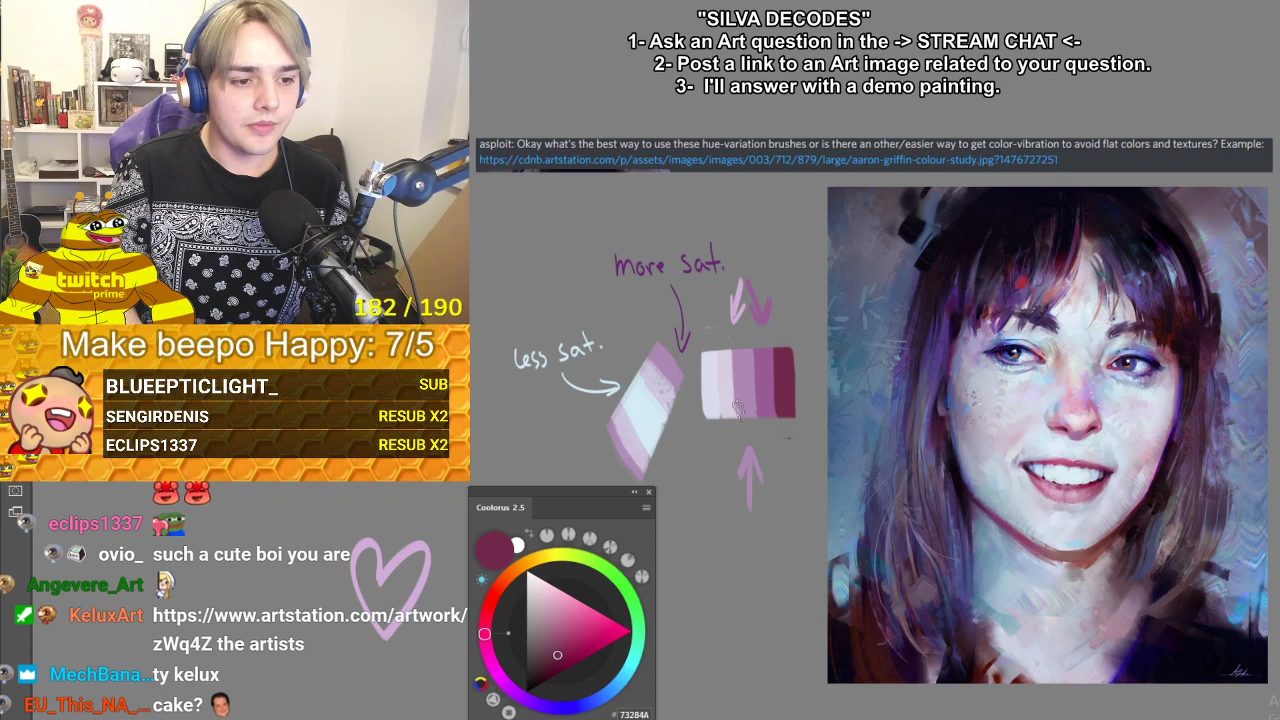 "SILVA DECODES"
1- Ask an Art question in the -> STREAM CHAT <-
2- Post a link to an Art image related to your question.
3- I'll answer with a demo painting.
asploit: Okay what's the best way to use these hue-variation brushes or is there an other/easier way to get color-vibration to avoid flat colors and textures? Example:
https://cdnb.artstation.com/p/assets/images/images/003/712/879/large/aaron-griffin-colour-study.jpg?1476727251
more sat.
less sat.
twitch
prime
182 / 190
Make beepo Happy: 7/5
BLUEEPTICLIGHT_ SUB
SENGIRDENIS RESUB X2
ECLIPS1337 RESUB X2
eclips1337
ovio_ such a cute boi you are
Angevere_Art
KeluxArt https://www.artstation.com/artwork/
zWq4Z the artists
MechBana... ty kelux
EU_This_NA_... cake?
Coolorus 2.5
# 73284A